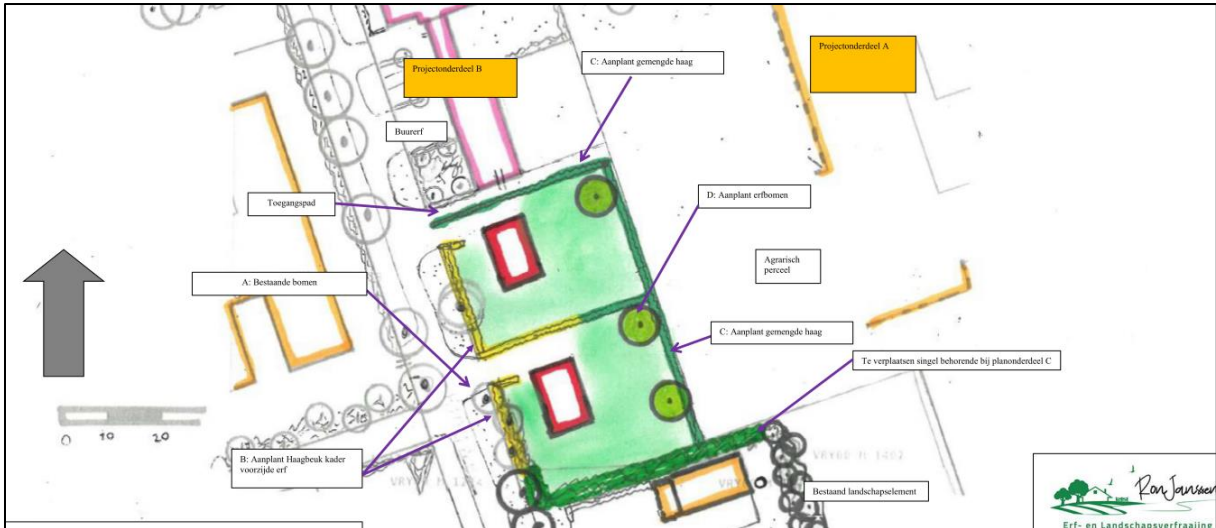 Projectonderdeel A
Projectonderdeel B
C: Aanplant gemengde haag
Buurerf
D: Aanplant erfbomen
Toegangspad
Agrarisch
perceel
A: Bestaande bomen
C: Aanplant gemengde haag
Te verplaatsen singel behorende bij planonderdeel C
0 10 20
B: Aanplant Haagbeuk kader
voorzijde erf
Bestaand landschapselement
Ron Janssen
Erf- en Landschapsverfraaiing